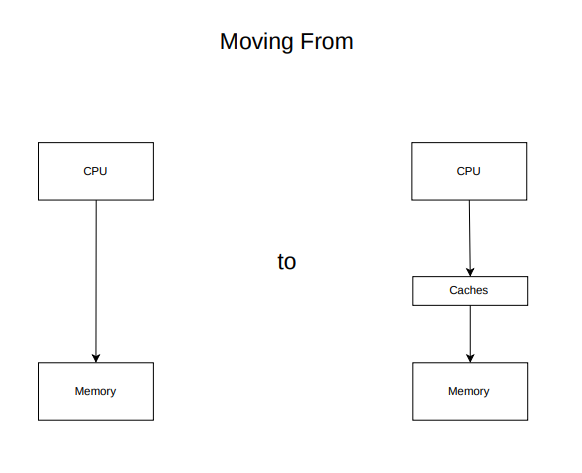 Moving From
CPU
CPU
to
Caches
Memory
Memory